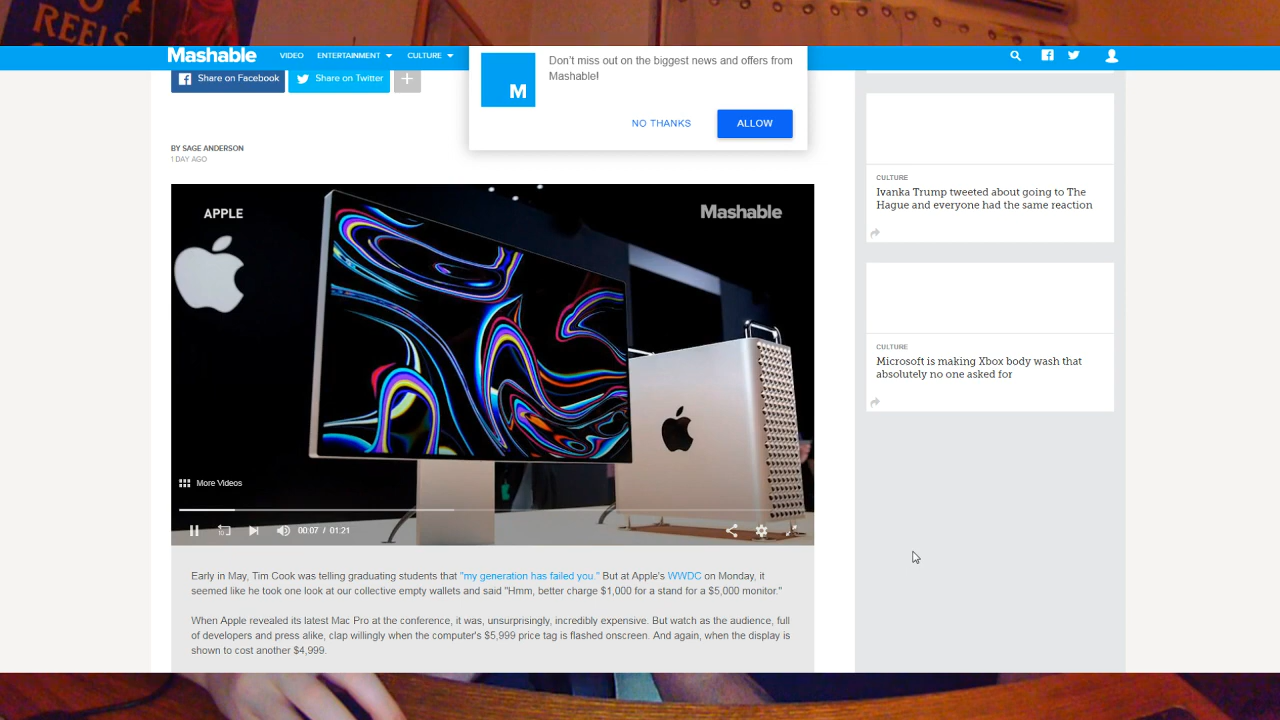 REELS
Mashable VIDEO ENTERTAINMENT CULTURE
Share on Facebook Share on Twitter +
M
Don't miss out on the biggest news and offers from
Mashable!
NO THANKS ALLOW
BY SAGE ANDERSON
1 DAY AGO
APPLE
Mashable
More Videos
10
00:07 / 01:21
Early in May, Tim Cook was telling graduating students that "my generation has failed you." But at Apple's WWDC on Monday, it
seemed like he took one look at our collective empty wallets and said "Hmm, better charge $1,000 for a stand for a $5,000 monitor."
When Apple revealed its latest Mac Pro at the conference, it was, unsurprisingly, incredibly expensive. But watch as the audience, full
of developers and press alike, clap willingly when the computer's $5,999 price tag is flashed onscreen. And again, when the display is
shown to cost another $4,999.
CULTURE
Ivanka Trump tweeted about going to The
Hague and everyone had the same reaction
CULTURE
Microsoft is making Xbox body wash that
absolutely no one asked for